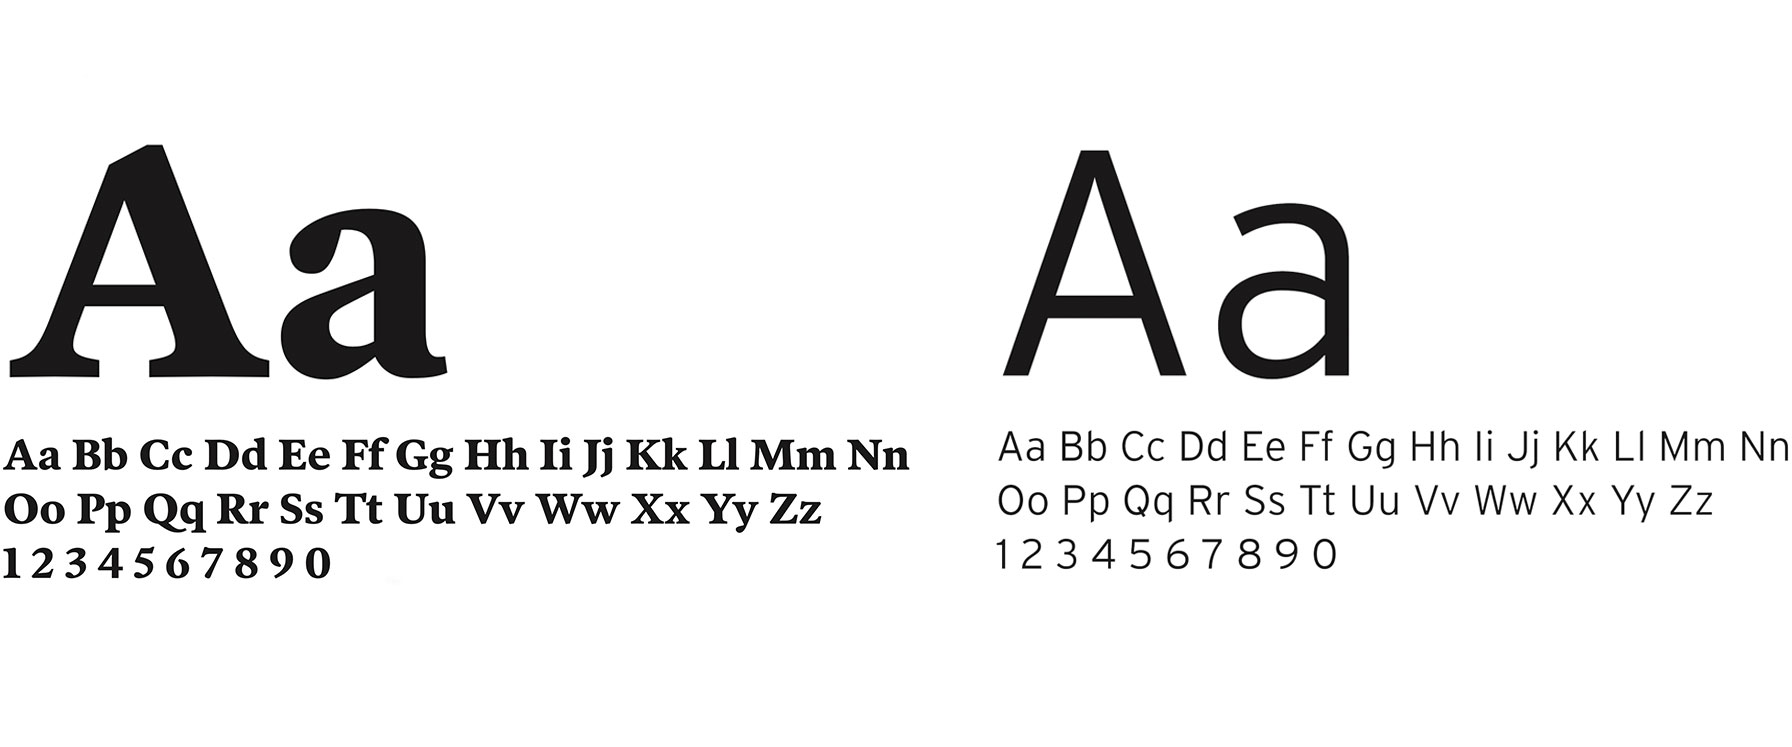 Aa
Aa Bb Cc Dd Ee Ff Gg Hh Ii Jj Kk Ll Mm Nn
Oo Pp Qq Rr Ss Tt Uu Vv Ww Xx Yy Zz
1 2 3 4 5 6 7 8 9 0
Aa
Aa Bb Cc Dd Ee Ff Gg Hh Ii Jj Kk Ll Mm Nn
Oo Pp Qq Rr Ss Tt Uu Vv Ww Xx Yy Zz
1 2 3 4 5 6 7 8 9 0